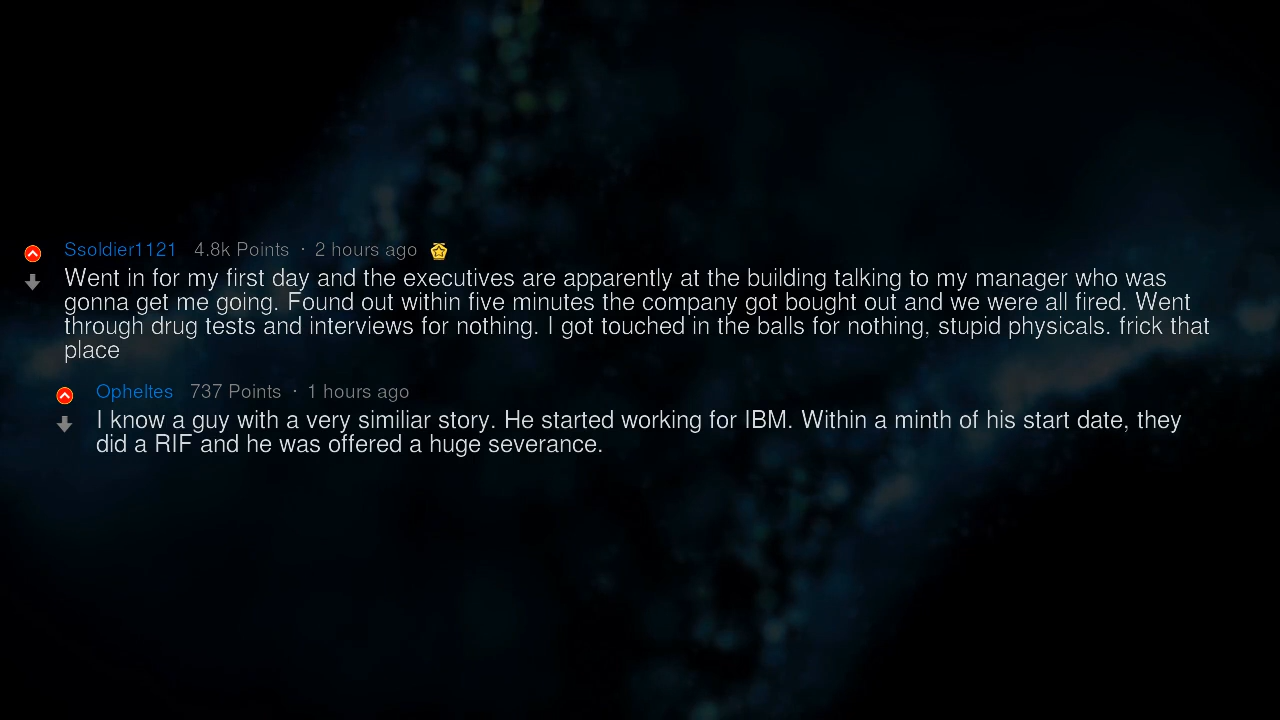 Ssoldier1121 4.8k Points · 2 hours ago
Went in for my first day and the executives are apparently at the building talking to my manager who was
gonna get me going. Found out within five minutes the company got bought out and we were all fired. Went
through drug tests and interviews for nothing. I got touched in the balls for nothing, stupid physicals. frick that
place
Opheltes 737 Points · 1 hours ago
I know a guy with a very similiar story. He started working for IBM. Within a minth of his start date, they
did a RIF and he was offered a huge severance.